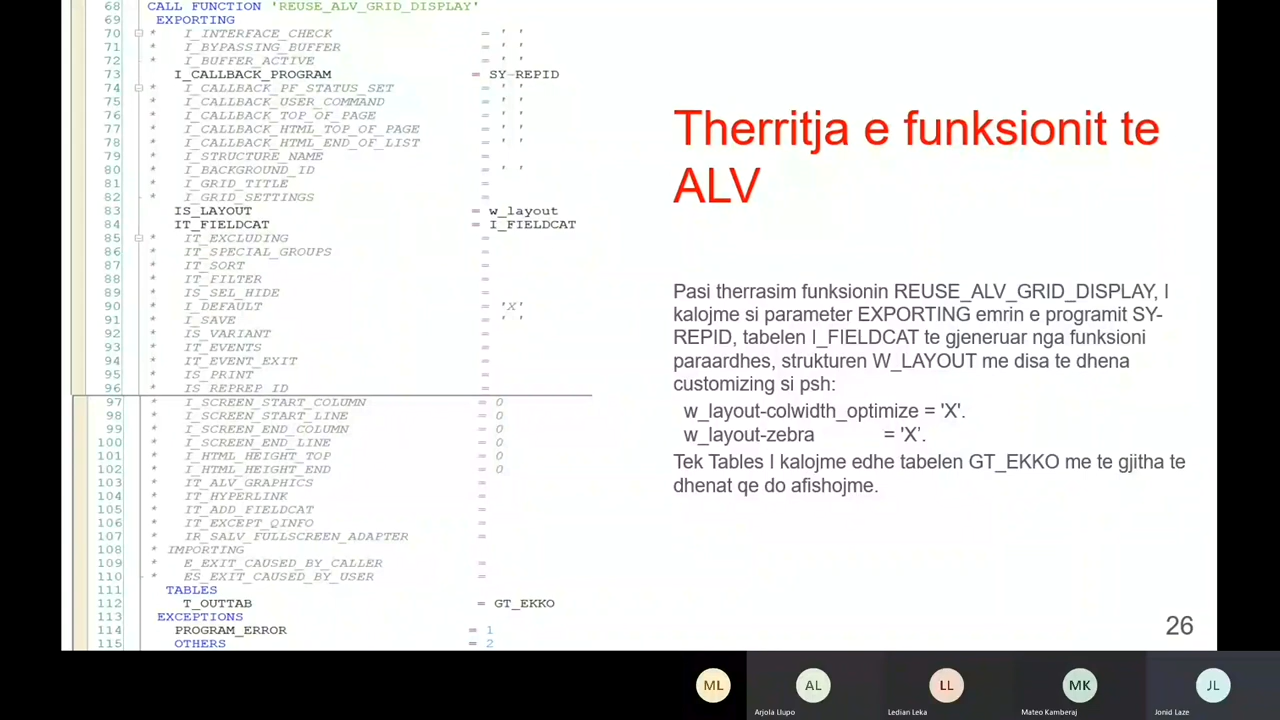 68 CALL FUNCTION 'REUSE_ALV_GRID_DISPLAY'
69 EXPORTING
70 * I_INTERFACE_CHECK = ' '
71 * I_BYPASSING_BUFFER = ' '
72 * I_BUFFER_ACTIVE = ' '
73 I_CALLBACK_PROGRAM = SY-REPID
74 * I_CALLBACK_PF_STATUS_SET = ' '
75 * I_CALLBACK_USER_COMMAND = ' '
76 * I_CALLBACK_TOP_OF_PAGE = ' '
77 * I_CALLBACK_HTML_TOP_OF_PAGE = ' '
78 * I_CALLBACK_HTML_END_OF_LIST = ' '
79 * I_STRUCTURE_NAME =
80 * I_BACKGROUND_ID = ' '
81 * I_GRID_TITLE =
82 * I_GRID_SETTINGS =
83 IS_LAYOUT = w_layout
84 IT_FIELDCAT = I_FIELDCAT
85 * IT_EXCLUDING =
86 * IT_SPECIAL_GROUPS =
87 * IT_SORT =
88 * IT_FILTER =
89 * IS_SEL_HIDE =
90 * I_DEFAULT = 'X'
91 * I_SAVE = ' '
92 * IS_VARIANT =
93 * IT_EVENTS =
94 * IT_EVENT_EXIT =
95 * IS_PRINT =
96 * IS_REPREP_ID =
97 * I_SCREEN_START_COLUMN = 0
98 * I_SCREEN_START_LINE = 0
99 * I_SCREEN_END_COLUMN = 0
100 * I_SCREEN_END_LINE = 0
101 * I_HTML_HEIGHT_TOP = 0
102 * I_HTML_HEIGHT_END = 0
103 * IT_ALV_GRAPHICS =
104 * IT_HYPERLINK =
105 * IT_ADD_FIELDCAT =
106 * IT_EXCEPT_QINFO =
107 * IR_SALV_FULLSCREEN_ADAPTER =
108 * IMPORTING
109 * E_EXIT_CAUSED_BY_CALLER =
110 * ES_EXIT_CAUSED_BY_USER =
111 TABLES
112 T_OUTTAB = GT_EKKO
113 EXCEPTIONS
114 PROGRAM_ERROR = 1
115 OTHERS = 2
Therritja e funksionit te
ALV
Pasi therrasim funksionin REUSE_ALV_GRID_DISPLAY, I
kalojme si parameter EXPORTING emrin e programit SY-
REPID, tabelen I_FIELDCAT te gjeneruar nga funksioni
paraardhes, strukturen W_LAYOUT me disa te dhena
customizing si psh:
w_layout-colwidth_optimize = 'X'.
w_layout-zebra = 'X'.
Tek Tables I kalojme edhe tabelen GT_EKKO me te gjitha te
dhenat qe do afishojme.
26
ML
AL
LL
MK
JL
Arjola Llupo
Ledian Leka
Mateo Kamberaj
Jonid Laze